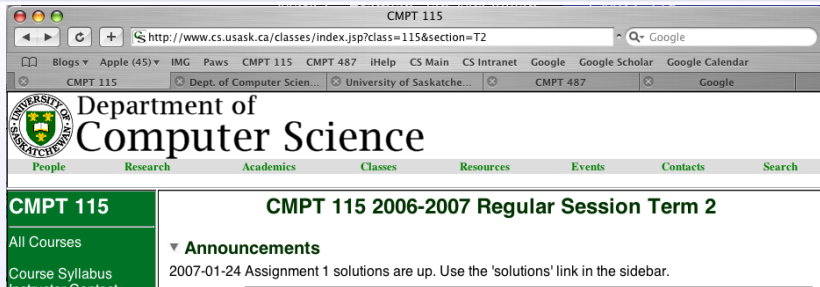 CMPT 115
http://www.cs.usask.ca/classes/index.jsp?class=115&section=T2
Google
Blogs Apple (45) IMG Paws CMPT 115 CMPT 487 iHelp CS Main CS Intranet Google Google Scholar Google Calendar
CMPT 115 Dept. of Computer Scien... University of Saskatche... CMPT 487 Google
UNIVERSITY OF SASKATCHEWAN
Department of
Computer Science
People Research Academics Classes Resources Events Contacts Search
CMPT 115
CMPT 115 2006-2007 Regular Session Term 2
All Courses
Announcements
Course Syllabus
2007-01-24 Assignment 1 solutions are up. Use the 'solutions' link in the sidebar.